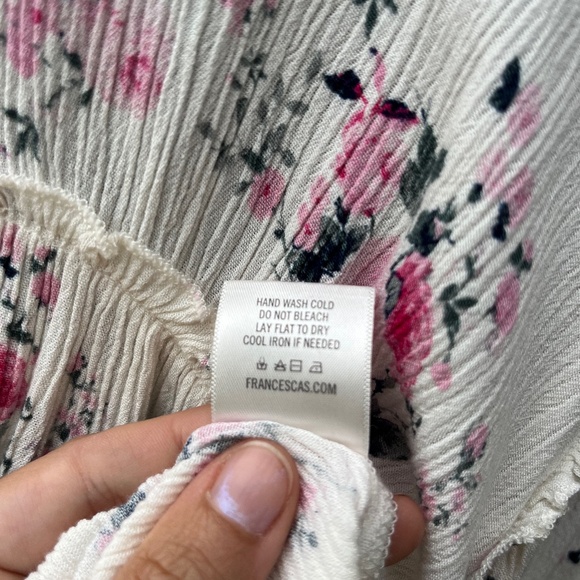 HAND WASH COLD
DO NOT BLEACH
LAY FLAT TO DRY
COOL IRON IF NEEDED
FRANCESCAS.COM